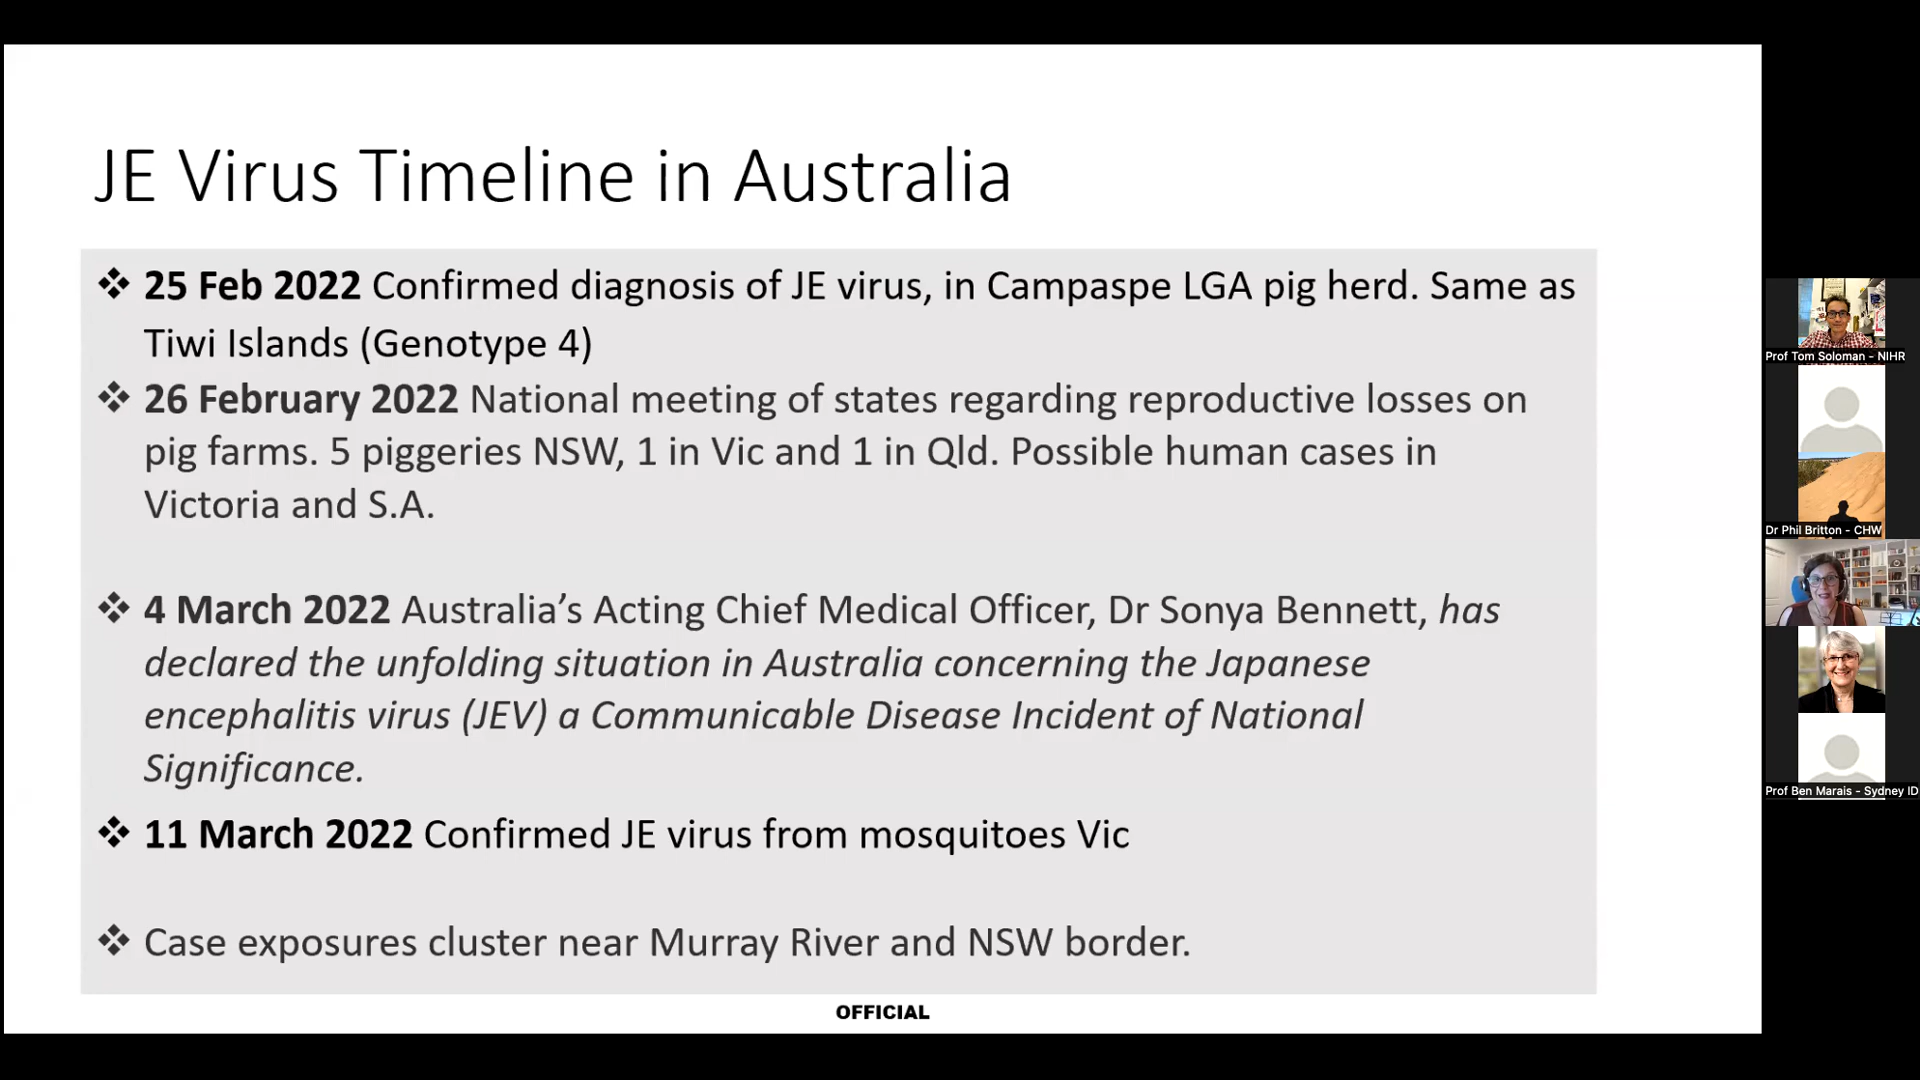 JE Virus Timeline in Australia
❖ 25 Feb 2022 Confirmed diagnosis of JE virus, in Campaspe LGA pig herd. Same as
Tiwi Islands (Genotype 4)
❖ 26 February 2022 National meeting of states regarding reproductive losses on
pig farms. 5 piggeries NSW, 1 in Vic and 1 in Qld. Possible human cases in
Victoria and S.A.
❖ 4 March 2022 Australia’s Acting Chief Medical Officer, Dr Sonya Bennett, has
declared the unfolding situation in Australia concerning the Japanese
encephalitis virus (JEV) a Communicable Disease Incident of National
Significance.
❖ 11 March 2022 Confirmed JE virus from mosquitoes Vic
❖ Case exposures cluster near Murray River and NSW border.
OFFICIAL
Prof Tom Soloman - NIHR
Dr Phil Britton - CHW
Prof Ben Marais - Sydney ID